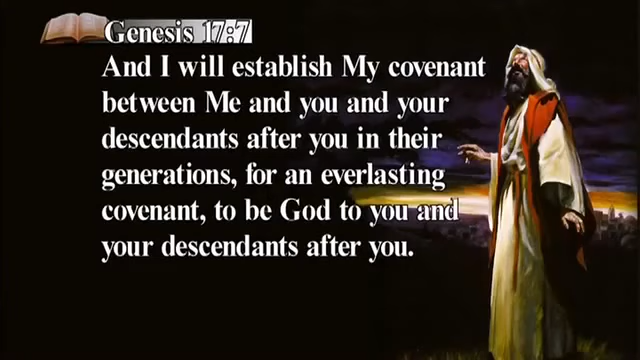 Genesis 17:7
And I will establish My covenant
between Me and you and your
descendants after you in their
generations, for an everlasting
covenant, to be God to you and
your descendants after you.